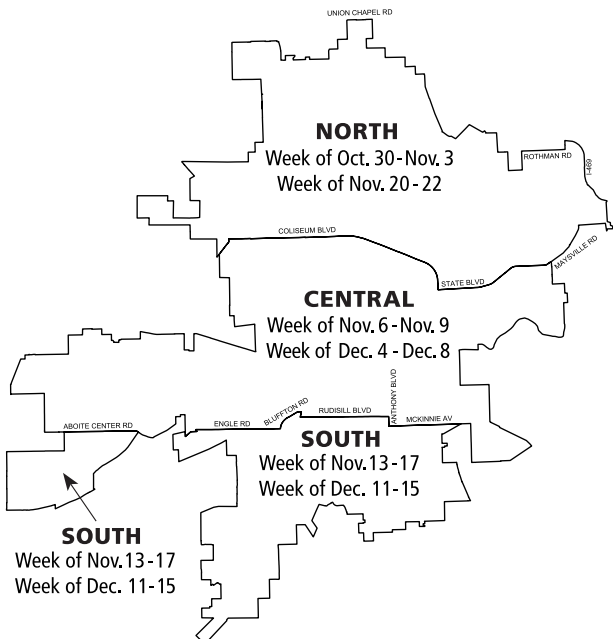 UNION CHAPEL RD
NORTH
Week of Oct. 30-Nov. 3
Week of Nov. 20-22
ROTHMAN RD
I-469
COLISEUM BLVD
MAYSVILLE RD
STATE BLVD
CENTRAL
Week of Nov. 6-Nov. 9
Week of Dec. 4-Dec. 8
ABOITE CENTER RD
ENGLE RD
BLUFFTON RD
RUDISILL BLVD
ANTHONY BLVD
MCKINNIE AV
SOUTH
Week of Nov.13-17
Week of Dec. 11-15
SOUTH
Week of Nov.13-17
Week of Dec. 11-15